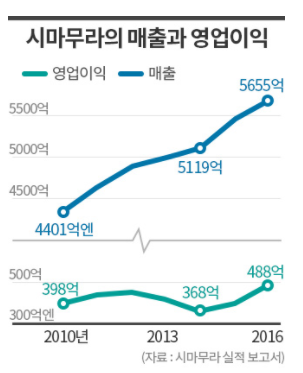 시마무라의 매출과 영업이익
영업이익 매출
5655억
5500억
5000억
5119억
4500억
4401억엔
500억
488억
398억
368억
300억엔
2010년 2013 2016
(자료 : 시마무라 실적 보고서)